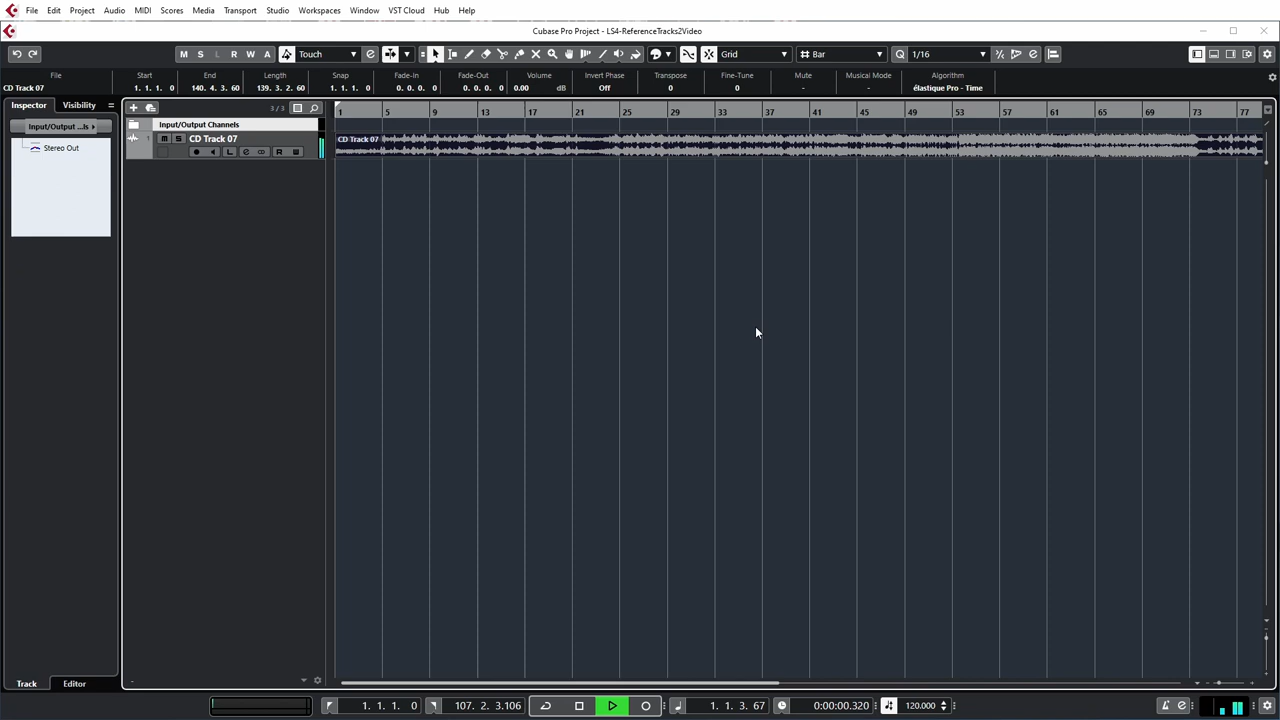 File Edit Project Audio MIDI Scores Media Transport Studio Workspaces Window VST Cloud Hub Help
Cubase Pro Project - LS4-ReferenceTracks2Video
M S L R W A Touch Grid Bar Q 1/16
File Start End Length Snap Fade-In Fade-Out Volume Invert Phase Transpose Fine-Tune Mute Musical Mode Algorithm
CD Track 07 1. 1. 1. 0 140. 4. 3. 60 139. 3. 2. 60 1. 1. 1. 0 0. 0. 0. 0 0. 0. 0. 0 0.00 dB Off 0 0 - - élastique Pro - Time
Inspector Visibility 3 / 3 1 5 9 13 17 21 25 29 33 37 41 45 49 53 57 61 65 69 73 77
Input/Output ...ls Input/Output Channels
1 M S CD Track 07 CD Track 07
Stereo Out L e R
Track Editor
1. 1. 1. 0 107. 2. 3.106 1. 1. 3. 67 0:00:00.320 120.000